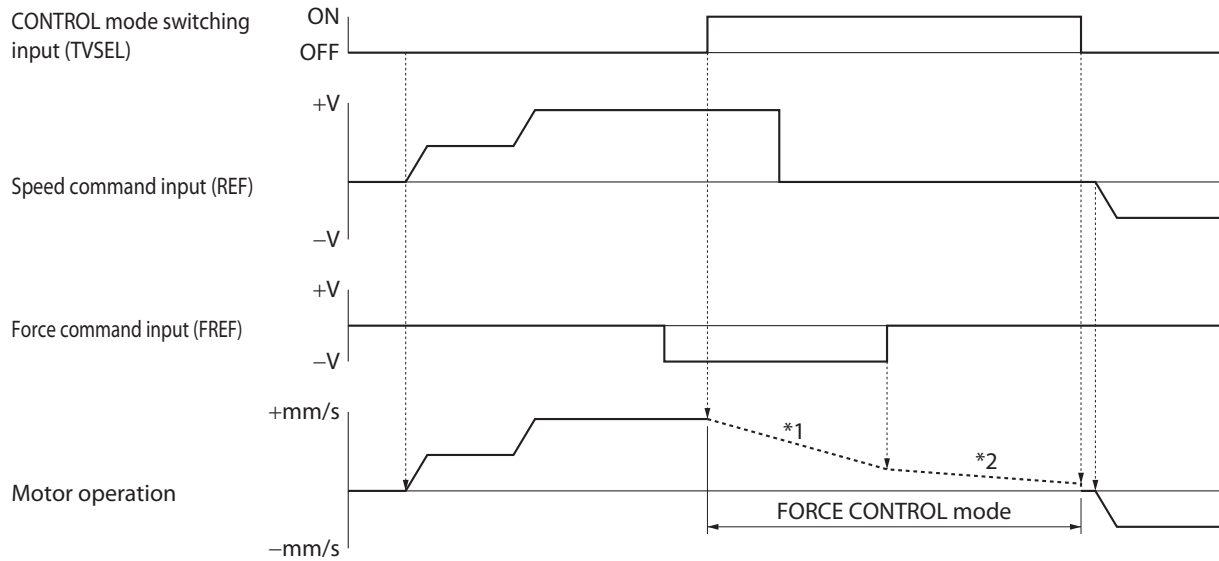 CONTROL mode switching
input (TVSEL)
ON
OFF
Speed command input (REF)
+V
−V
Force command input (FREF)
+V
−V
Motor operation
+mm/s
−mm/s
*1
*2
FORCE CONTROL mode